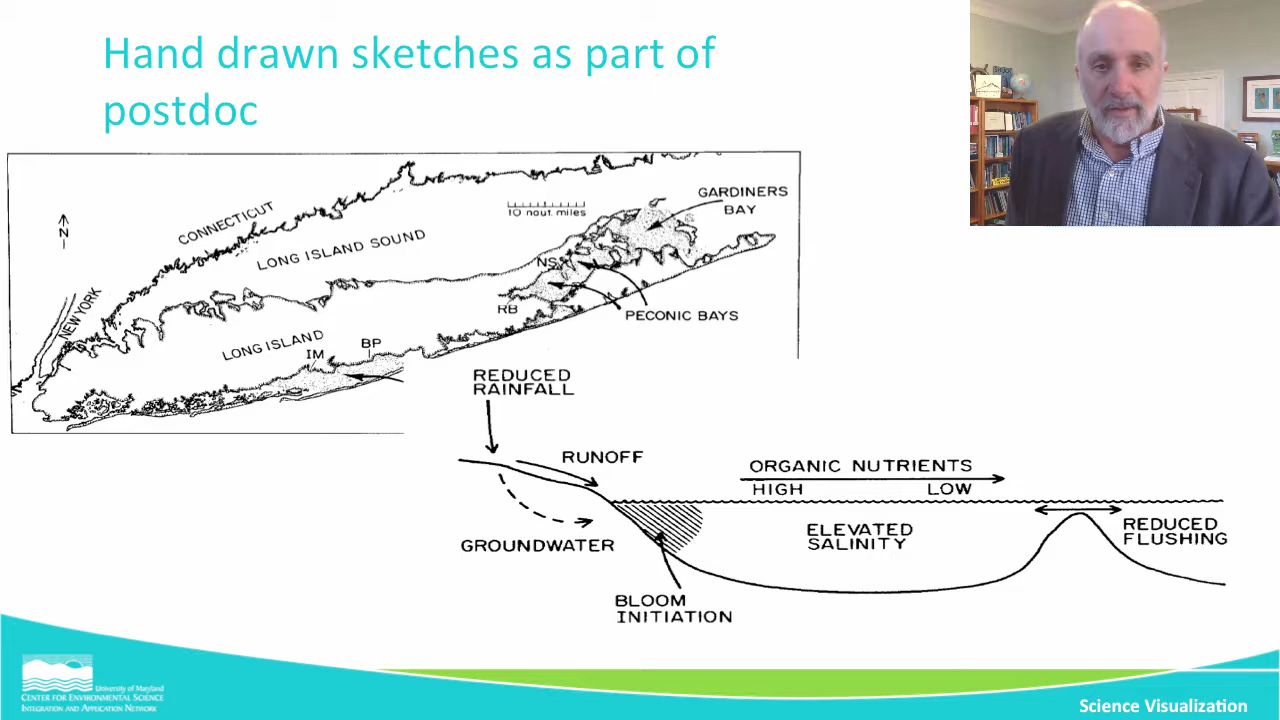 Hand drawn sketches as part of
postdoc
N
CONNECTICUT
LONG ISLAND SOUND
NEW YORK
LONG ISLAND
IM
BP
10 naut. miles
GARDINERS
BAY
NS
RB
PECONIC BAYS
REDUCED
RAINFALL
RUNOFF
GROUNDWATER
BLOOM
INITIATION
ORGANIC NUTRIENTS
HIGH LOW
ELEVATED
SALINITY
REDUCED
FLUSHING
University of Maryland
CENTER FOR ENVIRONMENTAL SCIENCE
INTEGRATION AND APPLICATION NETWORK
Science Visualization